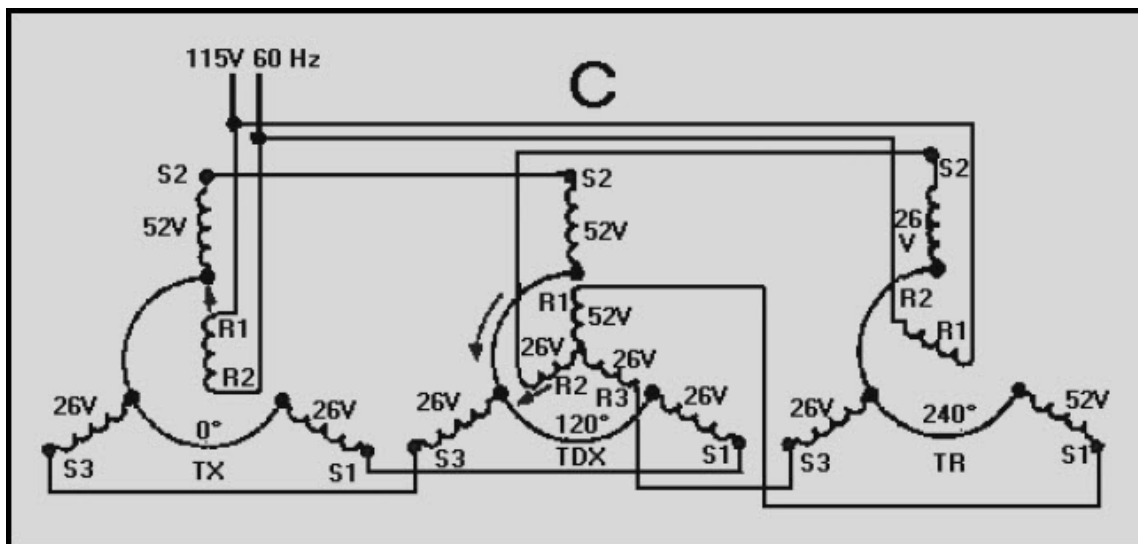 115V 60 Hz
C
S2
52V
R1
R2
26V
26V
0°
S3
TX
S1
S2
52V
R1
52V
26V
26V
R2
R3
26V
26V
120°
S3
TDX
S1
S2
26
V
R2
R1
26V
52V
240°
S3
TR
S1